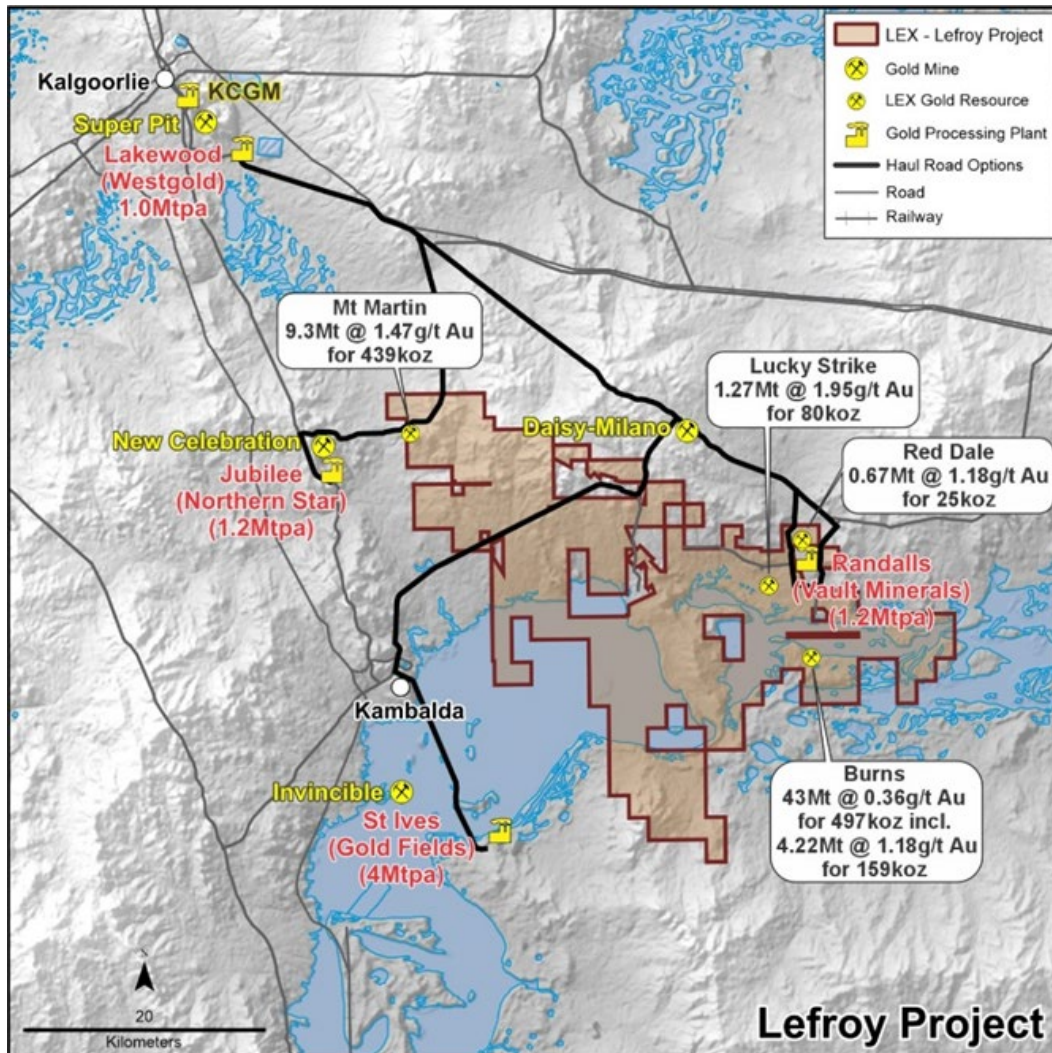 LEX - Lefroy Project
Gold Mine
LEX Gold Resource
Gold Processing Plant
Haul Road Options
Road
Railway
Kalgoorlie
KCGM
Super Pit
Lakewood
(Westgold)
1.0Mtpa
Mt Martin
9.3Mt @ 1.47g/t Au
for 439koz
Lucky Strike
1.27Mt @ 1.95g/t Au
for 80koz
New Celebration
Daisy-Milano
Red Dale
0.67Mt @ 1.18g/t Au
for 25koz
Jubilee
(Northern Star)
(1.2Mtpa)
Randalls
(Vault Minerals)
(1.2Mtpa)
Kambalda
Burns
43Mt @ 0.36g/t Au
for 497koz incl.
4.22Mt @ 1.18g/t Au
for 159koz
Invincible
St Ives
(Gold Fields)
(4Mtpa)
20
Kilometers
Lefroy Project